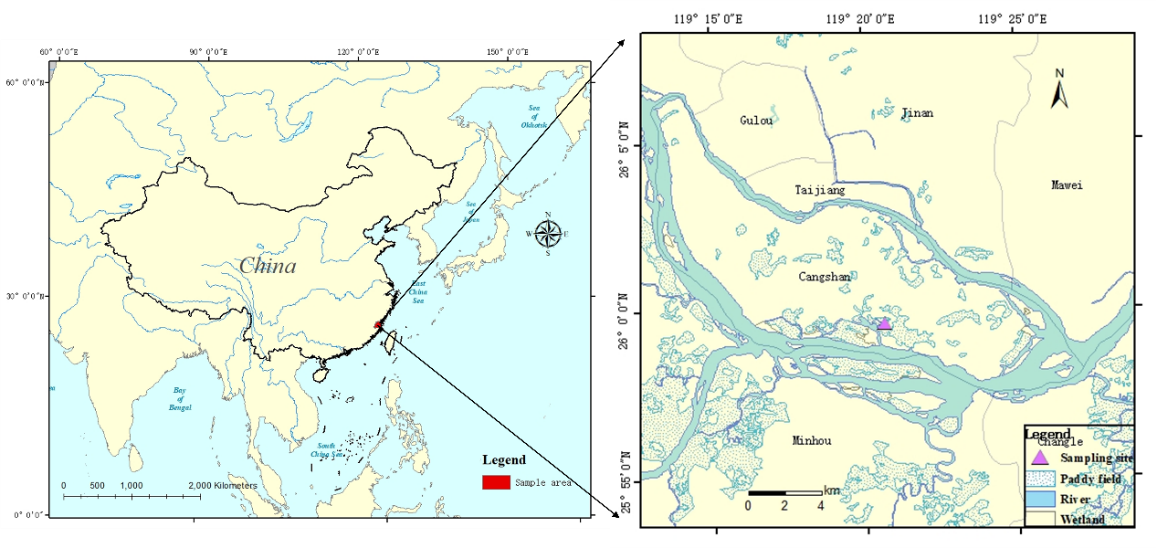 60° 0'0"E
90° 0'0"E
120° 0'0"E
150° 0'0"E
60° 0'0"N
3° 0'0"N
0° 0'0"
See
of
Okhotsk
See
of
Japan
N
W
E
S
China
East
China
Sea
Bay
of
Bengal
South
China Sea
Legend
Sample area
0
500
1,000
2,000 Kilometers
119° 15'0"E
119° 20'0"E
119° 25'0"E
26° 5'0"N
26° 0'0"N
25° 55'0"N
N
Gulou
Jinan
Mawei
Taijiang
Cangshan
Minhou
km
0
2
4
Legend
Changle
Sampling site
Paddy field
River
Wetland